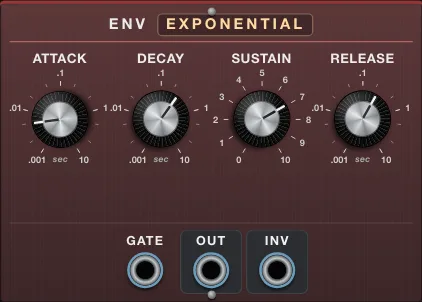 ENV EXPONENTIAL
ATTACK DECAY SUSTAIN RELEASE
.1 .1 5 .1
4 6
3 7
.01 1 .01 1 .01 1
2 8
1 9
.001 sec 10 .001 sec 10 0 10 .001 sec 10
GATE OUT INV